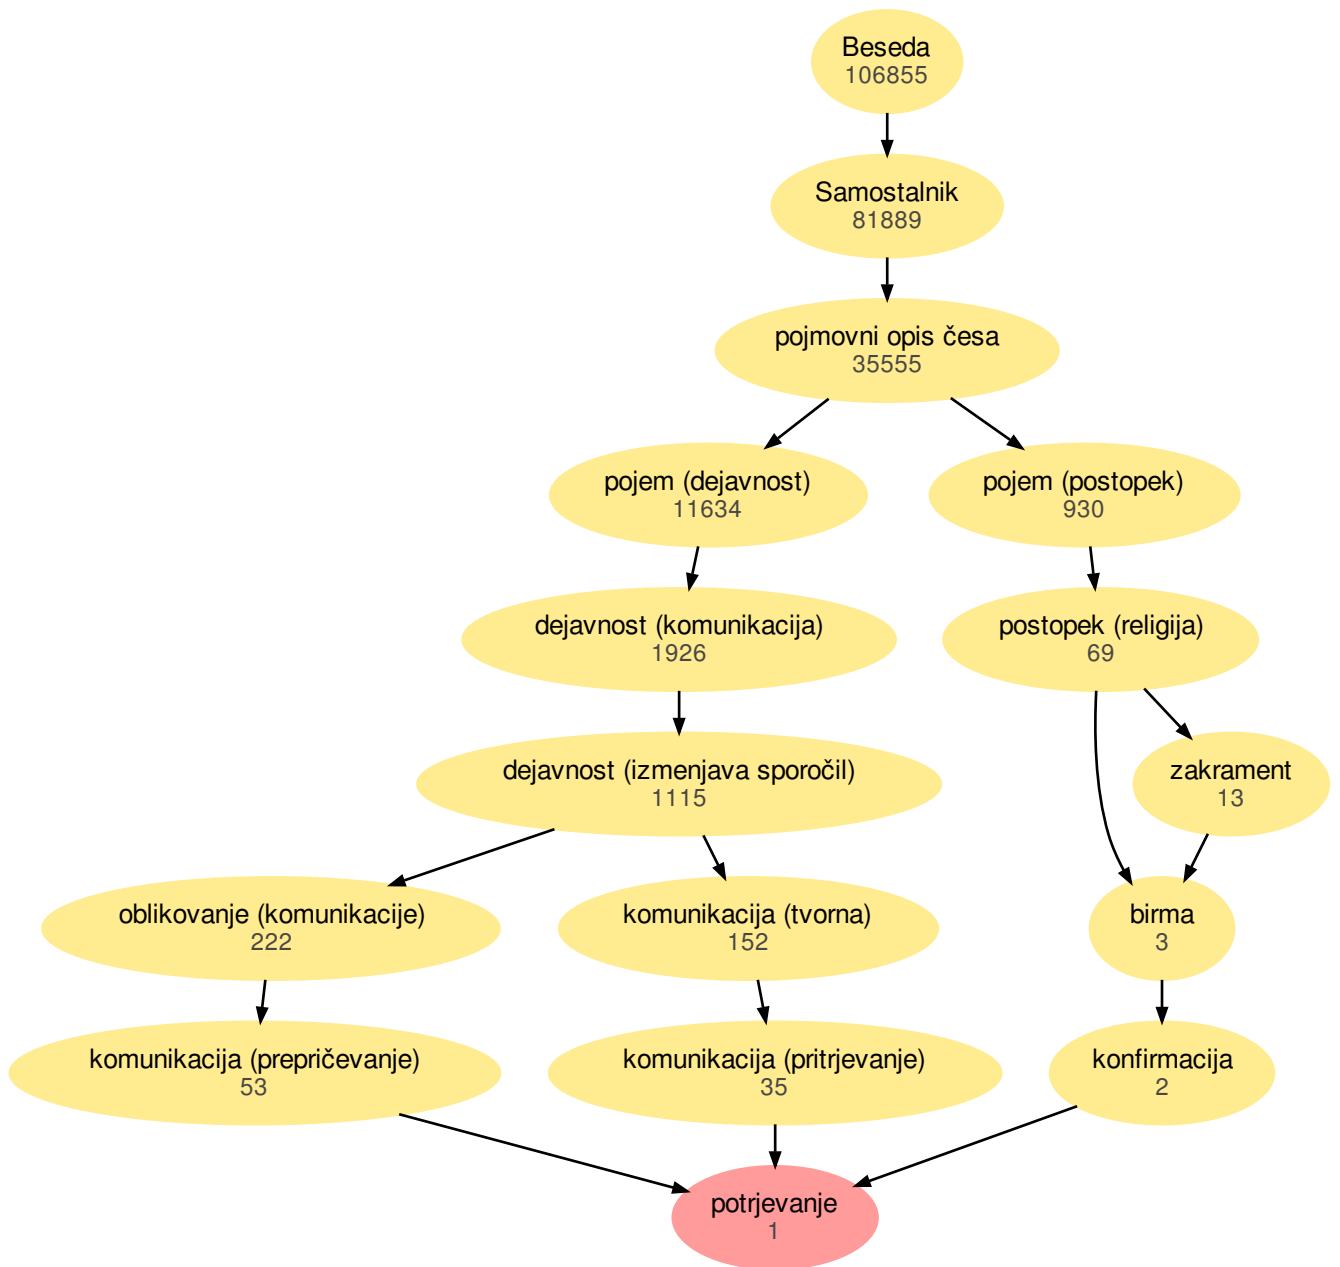 Beseda
106855
Samostalnik
81889
pojmovni opis česa
35555
pojem (dejavnost)
11634
pojem (postopek)
930
dejavnost (komunikacija)
1926
postopek (religija)
69
dejavnost (izmenjava sporočil)
1115
zakrament
13
oblikovanje (komunikacije)
222
komunikacija (tvorna)
152
birma
3
komunikacija (prepričevanje)
53
komunikacija (pritrjevanje)
35
konfirmacija
2
potrjevanje
1